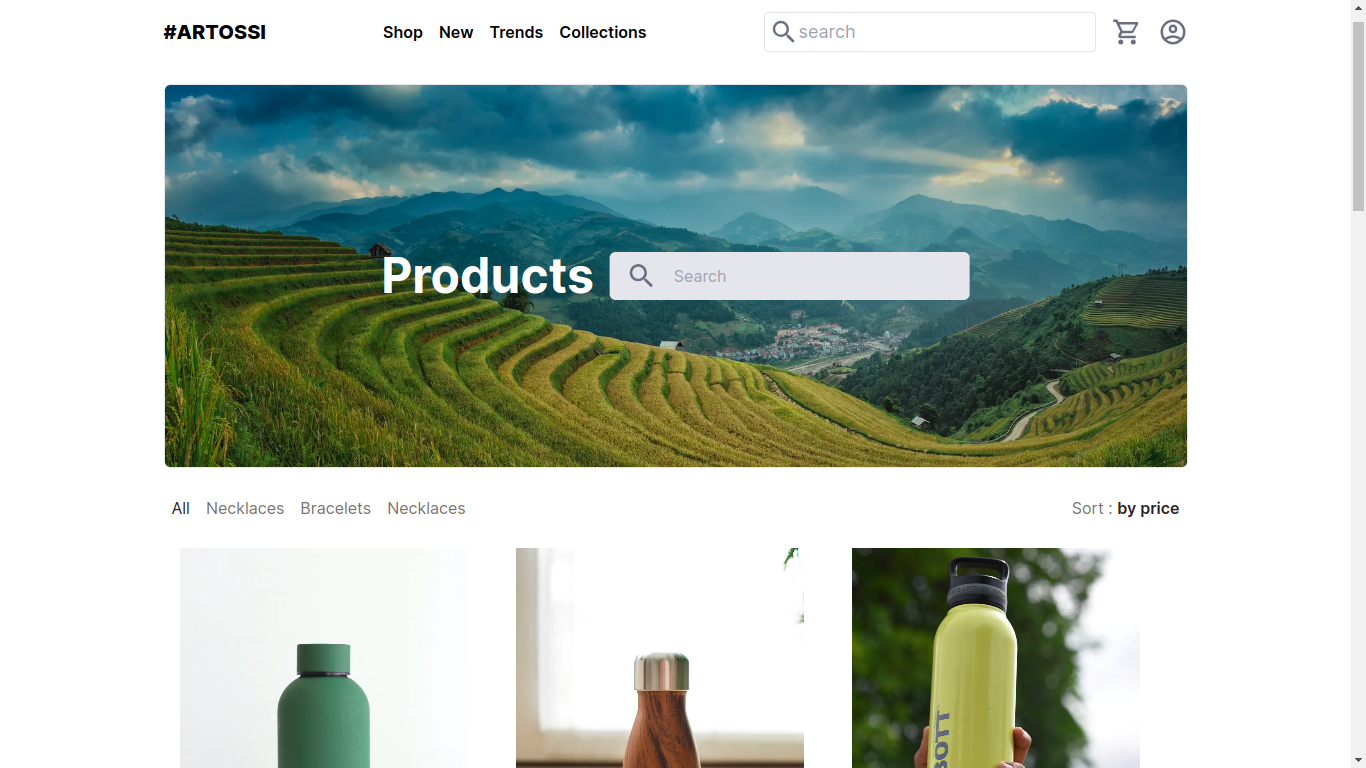 #ARTOSSI
Shop New Trends Collections
search
Products
Search
All Necklaces Bracelets Necklaces
Sort : by price
BOTT